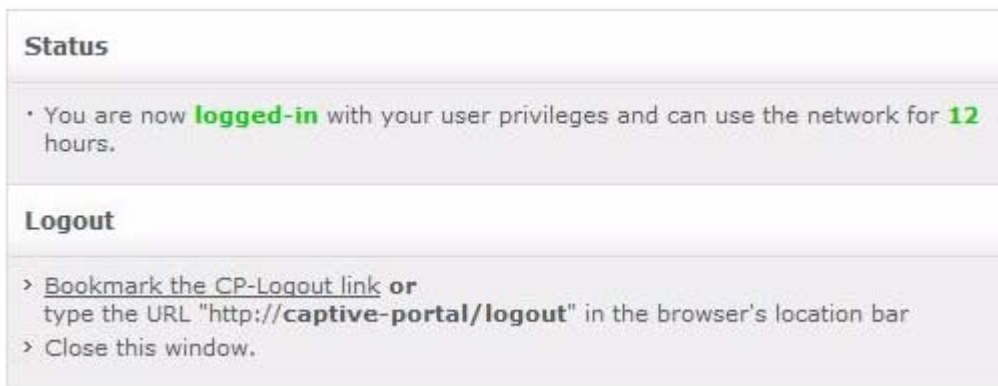 Status
· You are now logged-in with your user privileges and can use the network for 12
hours.
Logout
› Bookmark the CP-Logout link or
type the URL "http://captive-portal/logout" in the browser's location bar
› Close this window.